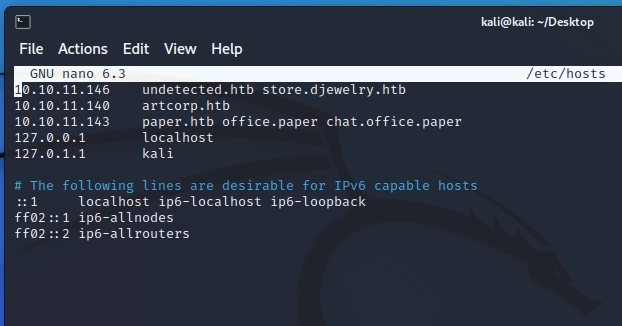 kali@kali: ~/Desktop
File Actions Edit View Help
GNU nano 6.3 /etc/hosts
10.10.11.146 undetected.htb store.djewelry.htb
10.10.11.140 artcorp.htb
10.10.11.143 paper.htb office.paper chat.office.paper
127.0.0.1 localhost
127.0.1.1 kali
# The following lines are desirable for IPv6 capable hosts
::1 localhost ip6-localhost ip6-loopback
ff02::1 ip6-allnodes
ff02::2 ip6-allrouters